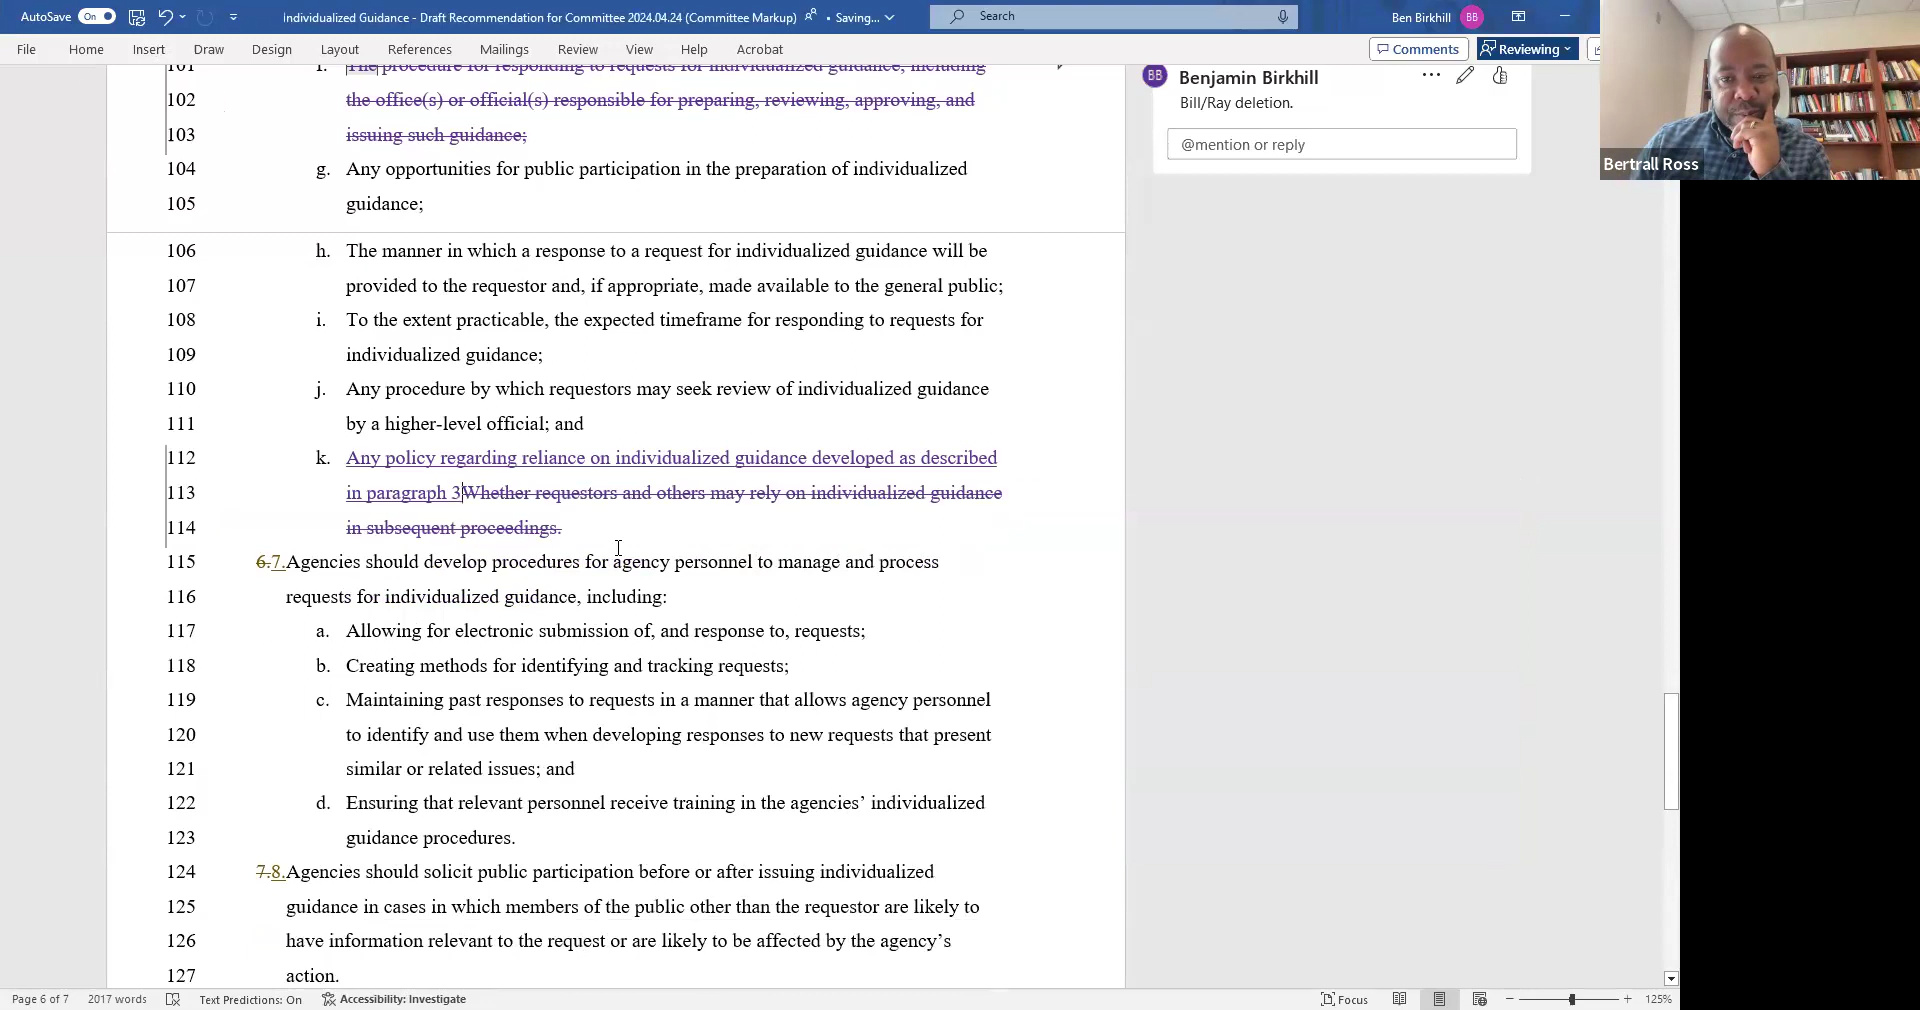 AutoSave On Individualized Guidance - Draft Recommendation for Committee 2024.04.24 (Committee Markup) • Saving... Search Ben Birkhill BB
File Home Insert Draw Design Layout References Mailings Review View Help Acrobat Comments Reviewing
101 f. The procedure for responding to requests for individualized guidance, including
102 the office(s) or official(s) responsible for preparing, reviewing, approving, and
103 issuing such guidance;
104 g. Any opportunities for public participation in the preparation of individualized
105 guidance;
106 h. The manner in which a response to a request for individualized guidance will be
107 provided to the requestor and, if appropriate, made available to the general public;
108 i. To the extent practicable, the expected timeframe for responding to requests for
109 individualized guidance;
110 j. Any procedure by which requestors may seek review of individualized guidance
111 by a higher-level official; and
112 k. Any policy regarding reliance on individualized guidance developed as described
113 in paragraph 3Whether requestors and others may rely on individualized guidance
114 in subsequent proceedings.
115 6.7.Agencies should develop procedures for agency personnel to manage and process
116 requests for individualized guidance, including:
117 a. Allowing for electronic submission of, and response to, requests;
118 b. Creating methods for identifying and tracking requests;
119 c. Maintaining past responses to requests in a manner that allows agency personnel
120 to identify and use them when developing responses to new requests that present
121 similar or related issues; and
122 d. Ensuring that relevant personnel receive training in the agencies’ individualized
123 guidance procedures.
124 7.8.Agencies should solicit public participation before or after issuing individualized
125 guidance in cases in which members of the public other than the requestor are likely to
126 have information relevant to the request or are likely to be affected by the agency’s
127 action.
BB Benjamin Birkhill
Bill/Ray deletion.
@mention or reply
Bertrall Ross
Page 6 of 7 2017 words Text Predictions: On Accessibility: Investigate Focus 125%